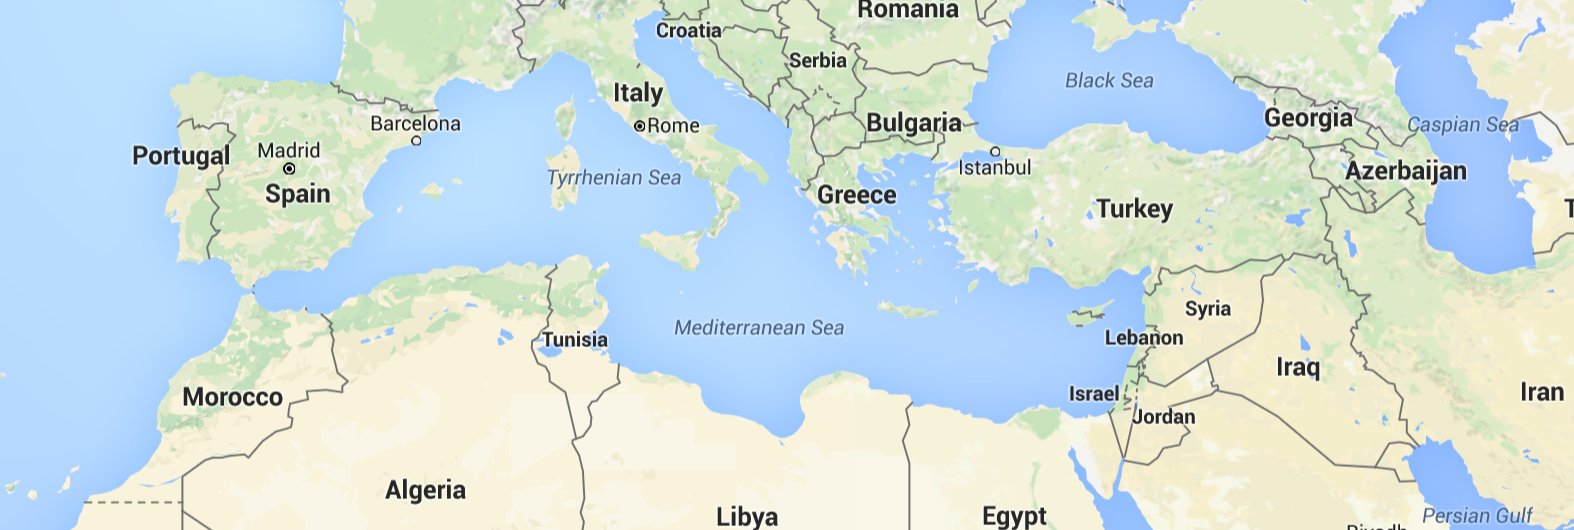 Romania
Croatia
Serbia
Black Sea
Italy
Barcelona
Rome
Bulgaria
Georgia
Caspian Sea
Portugal
Madrid
Istanbul
Azerbaijan
Tyrrhenian Sea
Spain
Greece
Turkey
T
Syria
Mediterranean Sea
Tunisia
Lebanon
Iraq
Morocco
Israel
Iran
Jordan
Algeria
Libya
Egypt
Persian Gulf